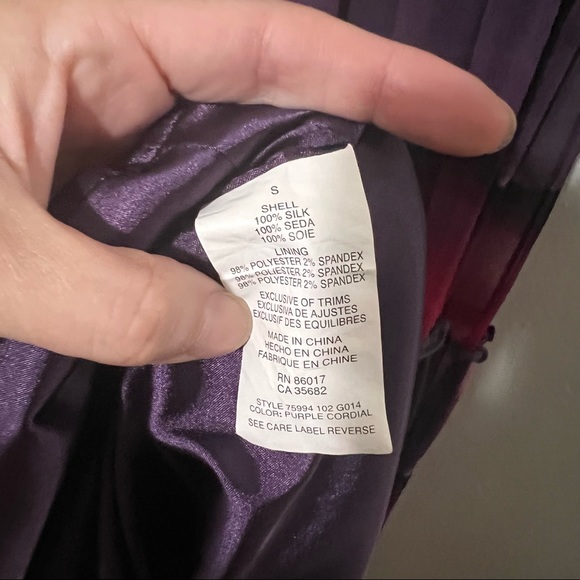 S
SHELL
100% SILK
100% SEDA
100% SOIE
LINING
98% POLYESTER 2% SPANDEX
98% POLIESTER 2% SPANDEX
98% POLYESTER 2% SPANDEX
EXCLUSIVE OF TRIMS
EXCLUSIVA DE AJUSTES
EXCLUSIF DES EQUILIBRES
MADE IN CHINA
HECHO EN CHINA
FABRIQUE EN CHINE
RN 86017
CA 35682
STYLE 75994 102 G014
COLOR: PURPLE CORDIAL
SEE CARE LABEL REVERSE